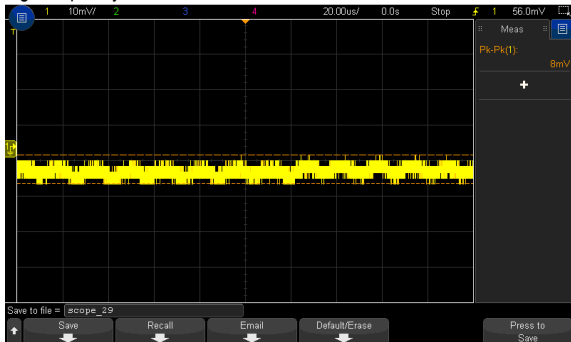 1 10mV/ 2 3 4 20.00us/ 0.0s Stop 1 56.0mV
T
Meas
Pk-Pk(1):
8mV
+
1
Save to file = scope_29
Save Recall Email Default/Erase Press to
Save